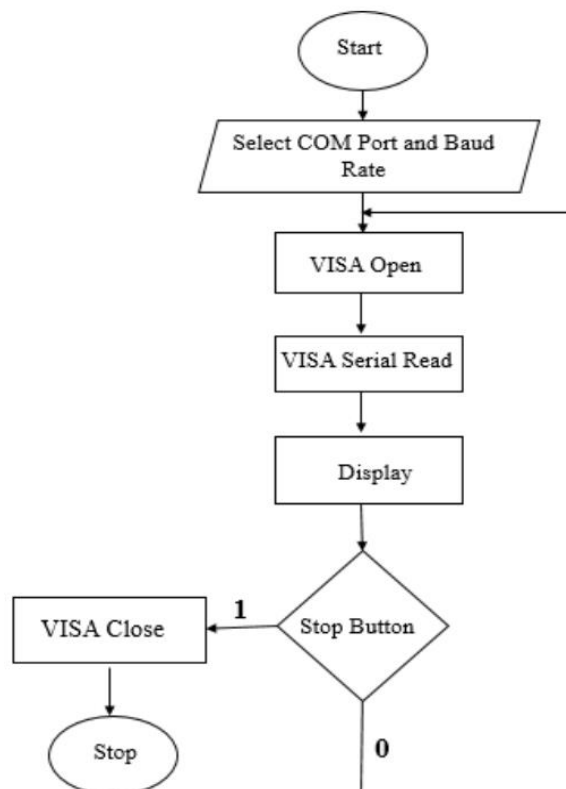 Start
Select COM Port and Baud
Rate
VISA Open
VISA Serial Read
Display
Stop Button
1
VISA Close
0
Stop